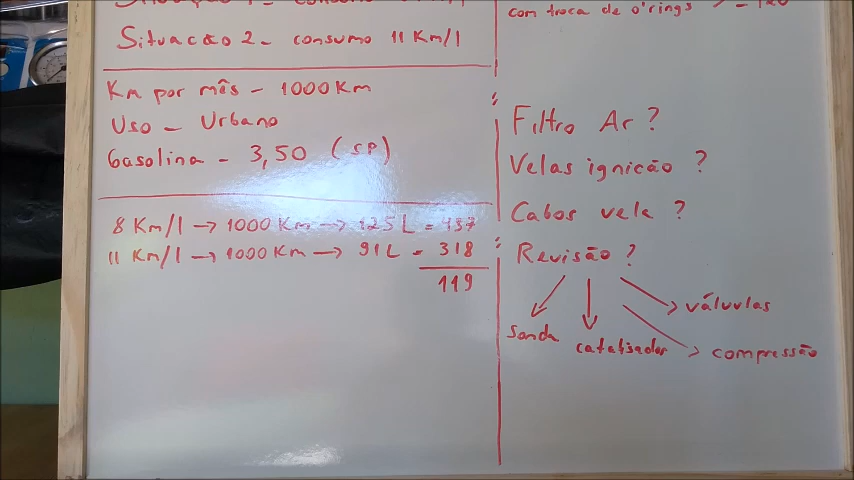 Situacão 2 - consumo 11 Km/l
Km por mês - 1000 Km
Uso - Urbano
Gasolina - 3,50 (SP)
8 Km/l → 1000 Km → 125 L = 437
11 Km/l → 1000 Km → 91 L = 318
119
com troca de o'rings
Filtro Ar ?
Velas ignicão ?
Cabos vela ?
Revisão ?
válvulas
sonda
catalisador
compressão